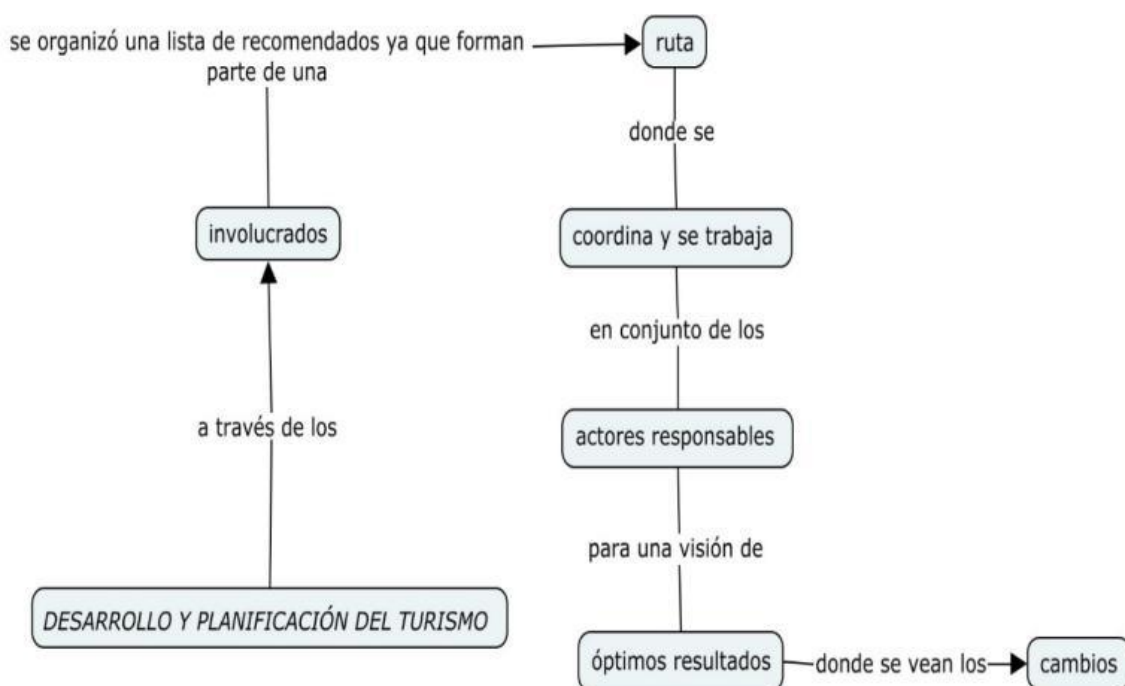 se organizó una lista de recomendados ya que forman
parte de una
ruta
donde se
involucrados
coordina y se trabaja
en conjunto de los
a través de los
actores responsables
para una visión de
DESARROLLO Y PLANIFICACIÓN DEL TURISMO
óptimos resultados
donde se vean los
cambios